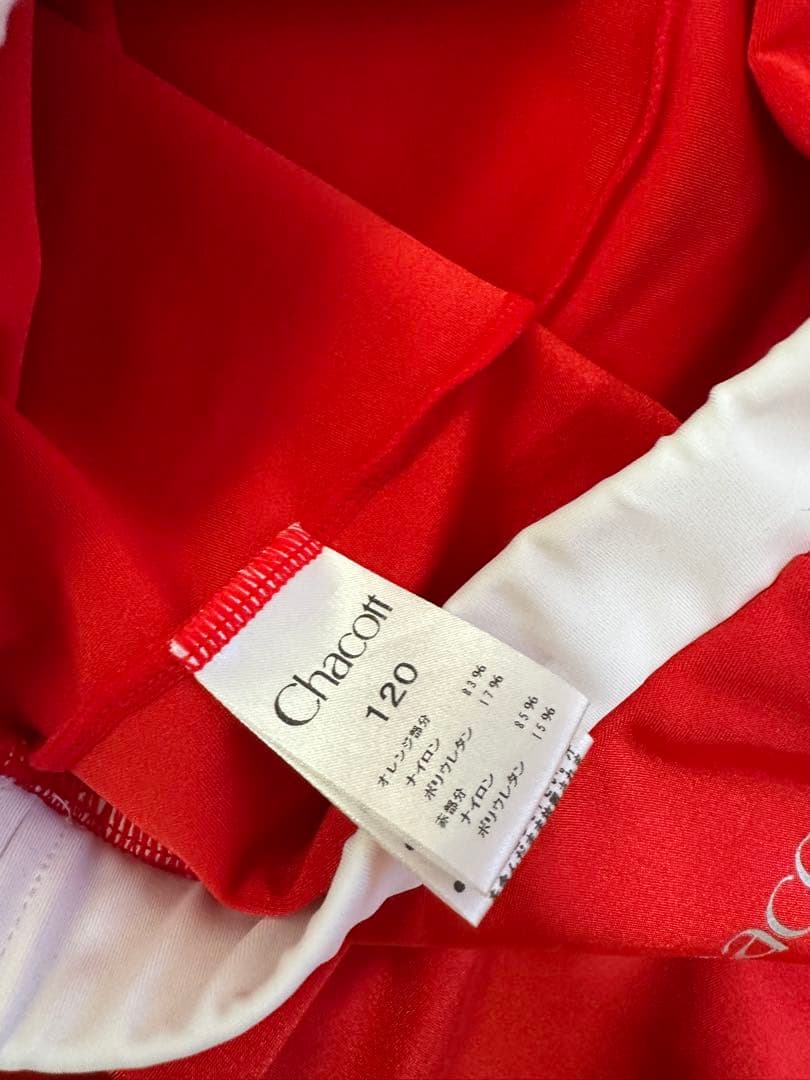 Chacott
120
オレンジ部分
ナイロン 83%
ポリウレタン 17%
赤部分
ナイロン 85%
ポリウレタン 15%
aco